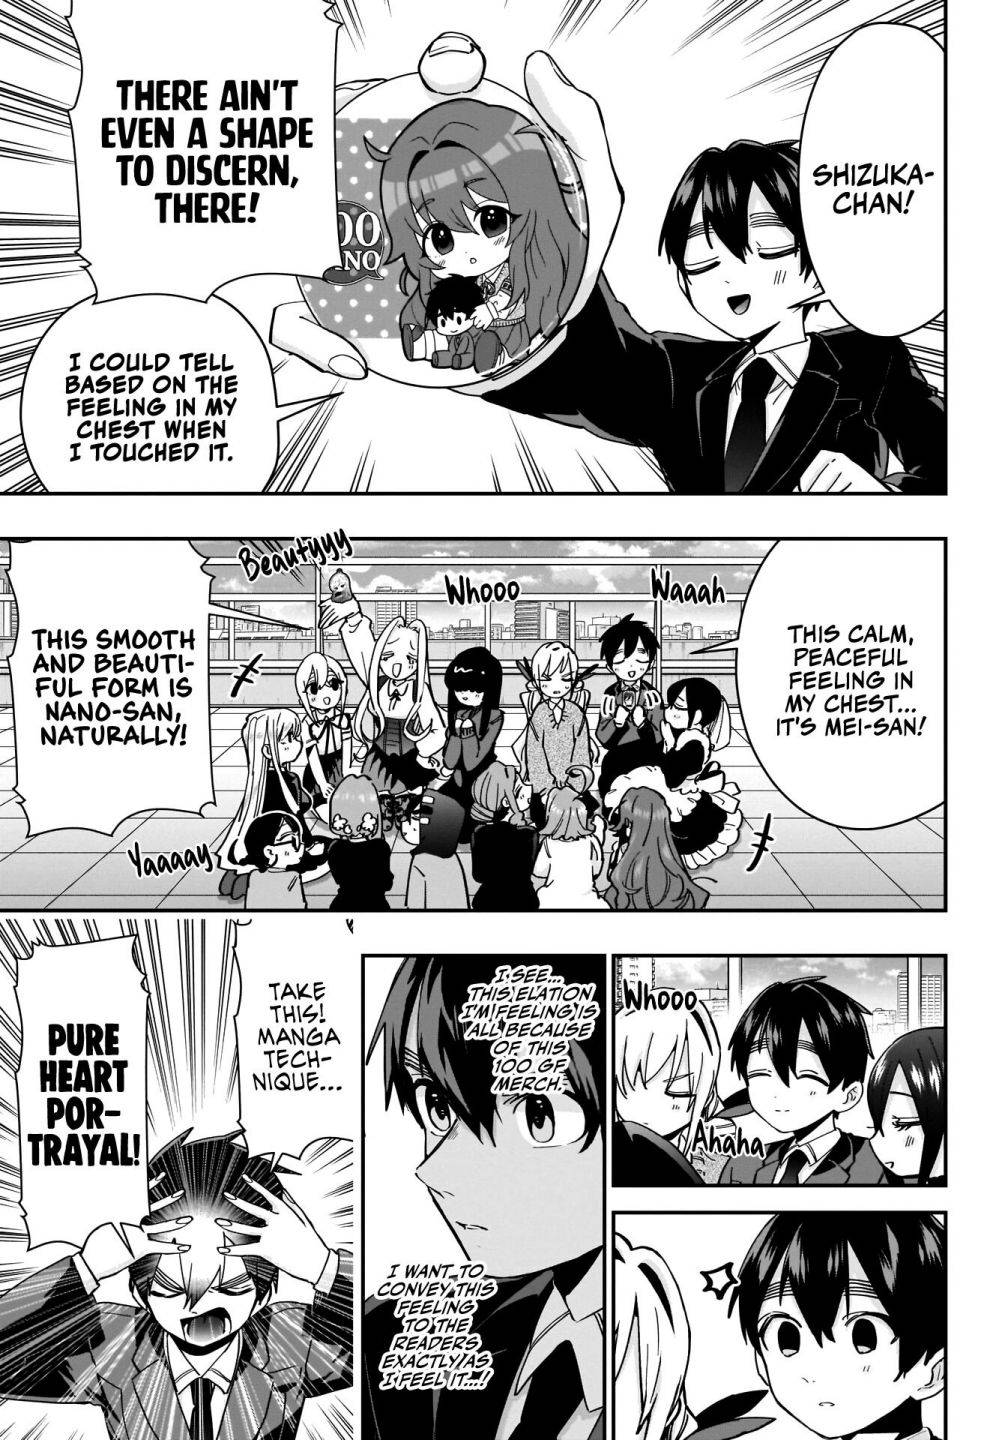 SHIZUKA-
CHAN!
THERE AIN'T
EVEN A SHAPE
TO DISCERN,
THERE!
00
NO
I COULD TELL
BASED ON THE
FEELING IN MY
CHEST WHEN
I TOUCHED IT.
THIS CALM,
PEACEFUL
FEELING IN
MY CHEST...
IT'S MEI-SAN!
Waaah
Whooo
Beautyyy
THIS SMOOTH
AND BEAUTI-
FUL FORM IS
NANO-SAN,
NATURALLY!
Yaaaay
Whooo
Ahaha
I SEE...
THIS ELATION
I'M FEELING IS
ALL BECAUSE
OF THIS
100 GF
MERCH.
I WANT TO
CONVEY THIS
FEELING
TO THE
READERS
EXACTLY AS
I FEEL IT...!
TAKE
THIS!
MANGA
TECH-
NIQUE...
PURE
HEART
POR-
TRAYAL!